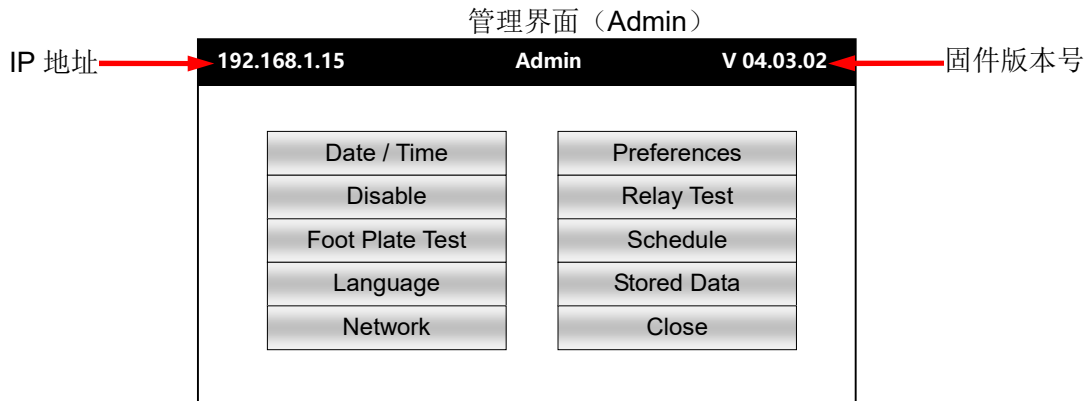 管理界面（Admin）
IP 地址
192.168.1.15 Admin V 04.03.02
固件版本号
Date / Time Preferences
Disable Relay Test
Foot Plate Test Schedule
Language Stored Data
Network Close